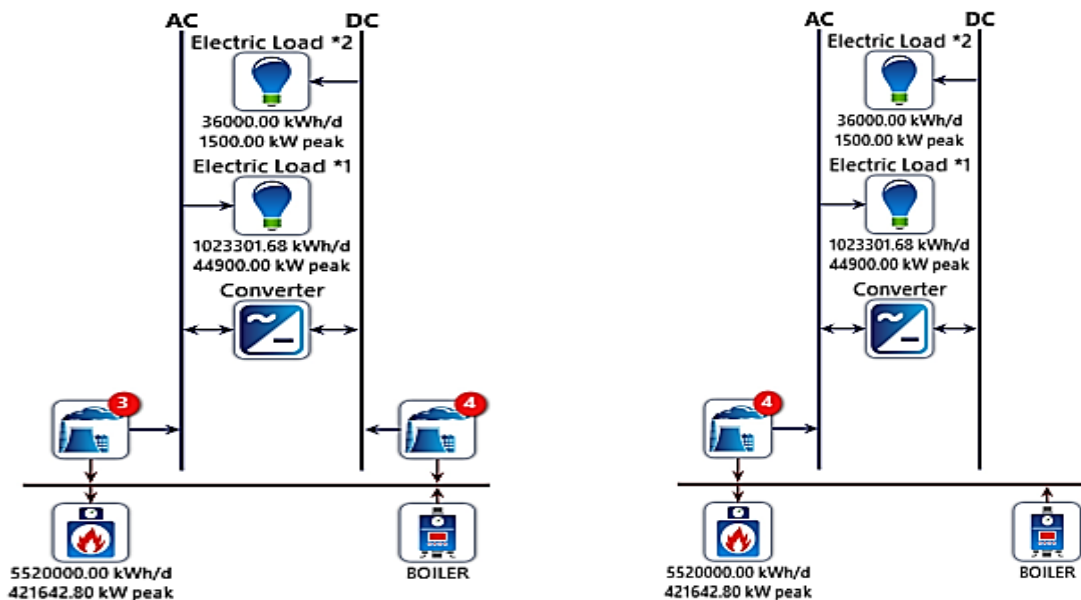 AC DC
Electric Load *2
36000.00 kWh/d
1500.00 kW peak
Electric Load *1
1023301.68 kWh/d
44900.00 kW peak
Converter
3
4
5520000.00 kWh/d
421642.80 kW peak
BOILER
AC DC
Electric Load *2
36000.00 kWh/d
1500.00 kW peak
Electric Load *1
1023301.68 kWh/d
44900.00 kW peak
Converter
4
5520000.00 kWh/d
421642.80 kW peak
BOILER